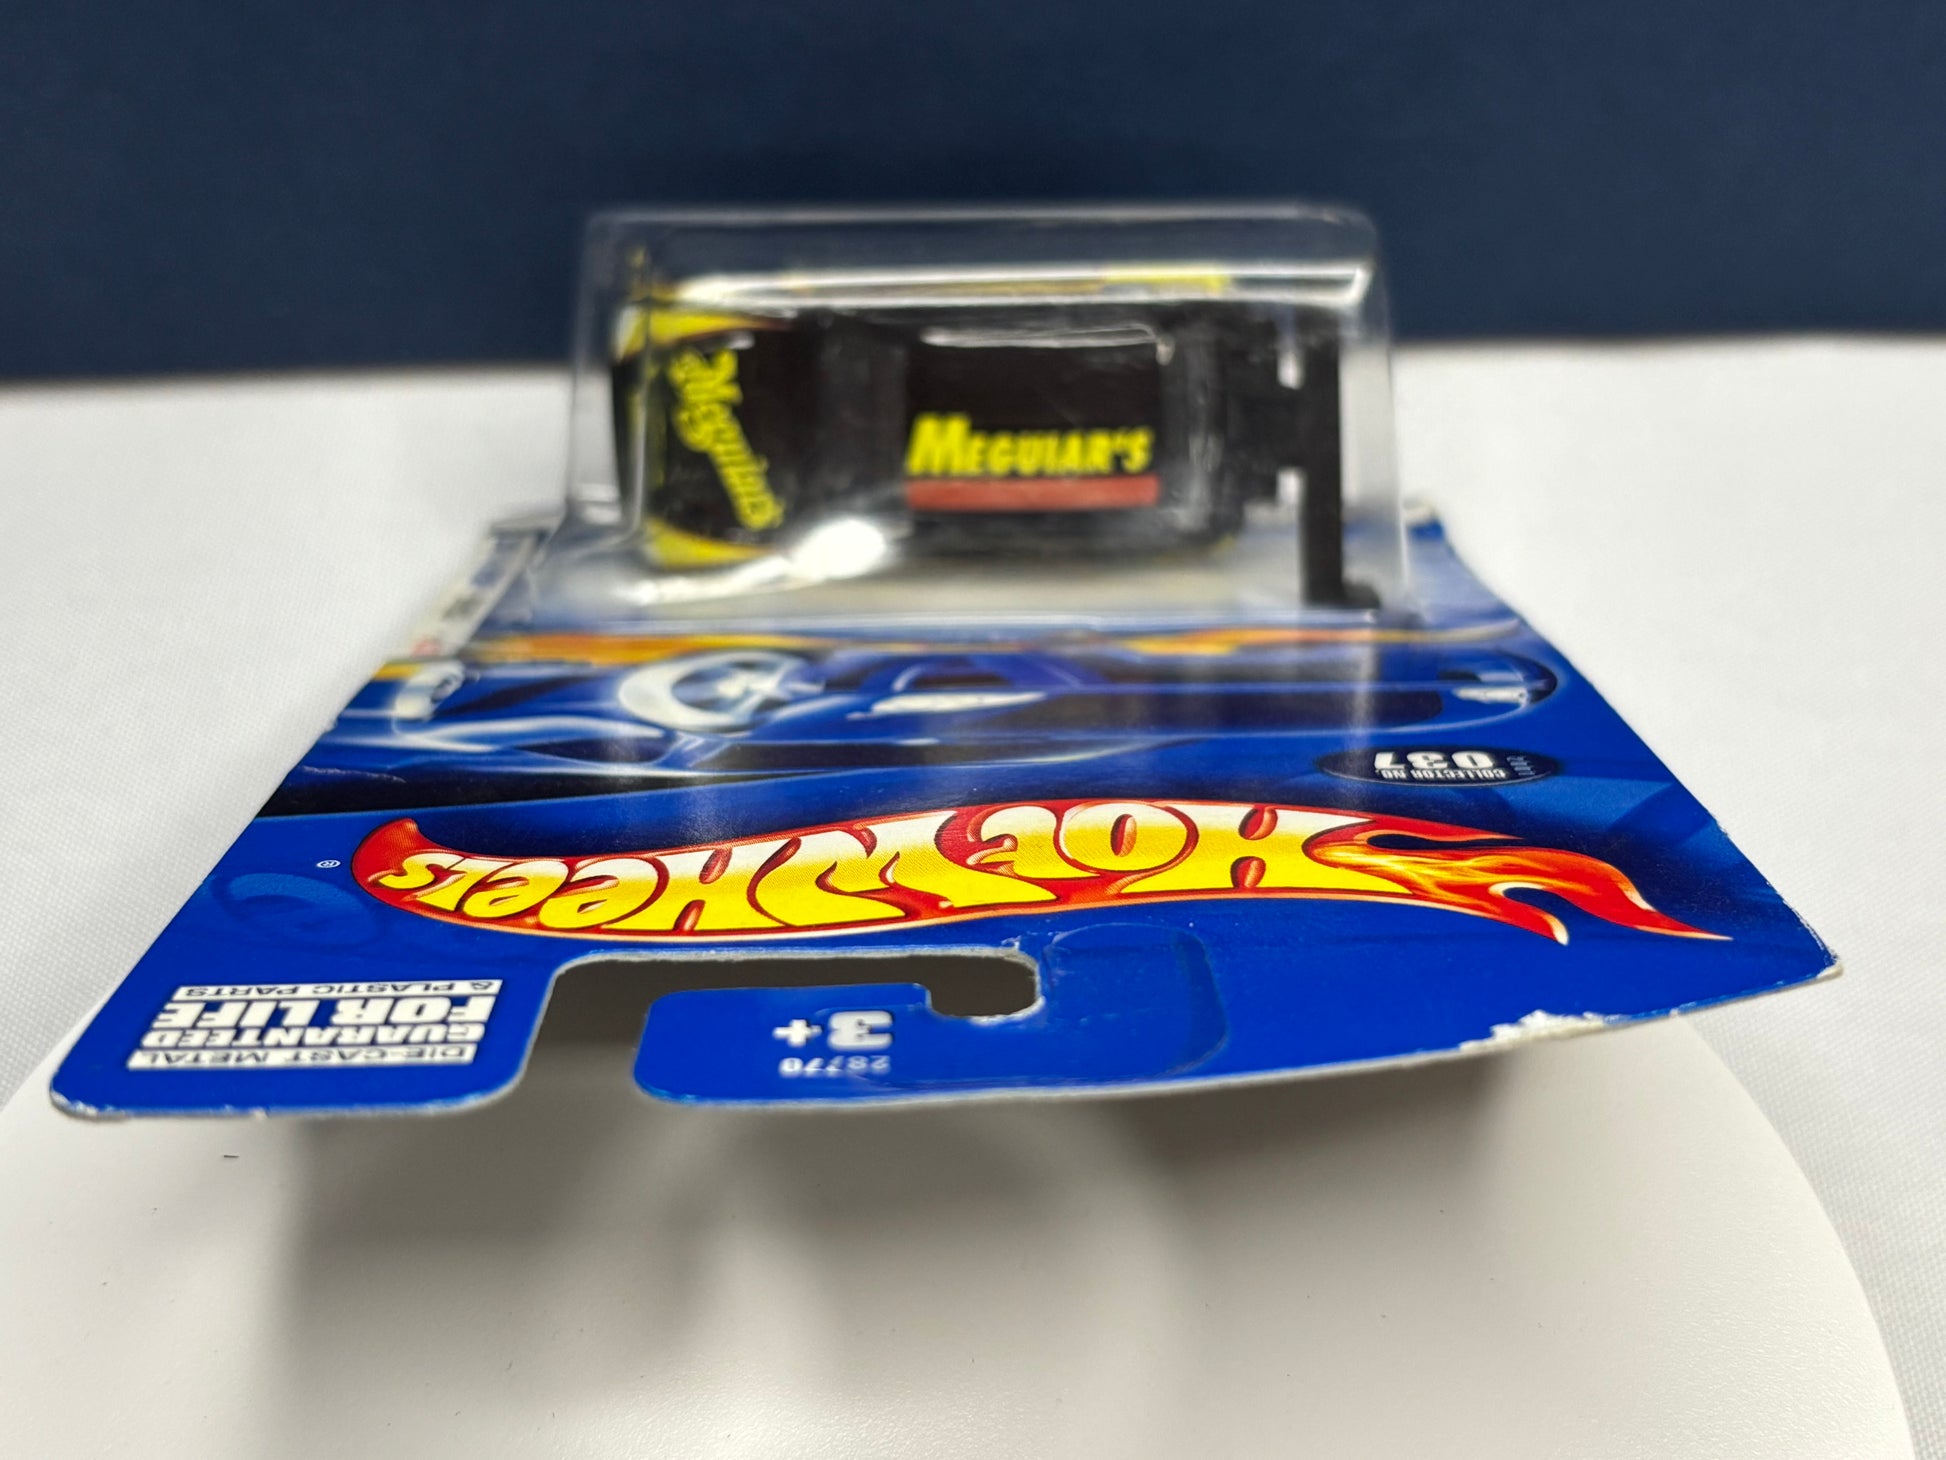 Meguiar's
MEGUIAR'S
2001
COLLECTOR NO.
037
HOT WHEELS
®
3+
28770
DIE-CAST METAL
GUARANTEED
FOR LIFE
& PLASTIC PARTS